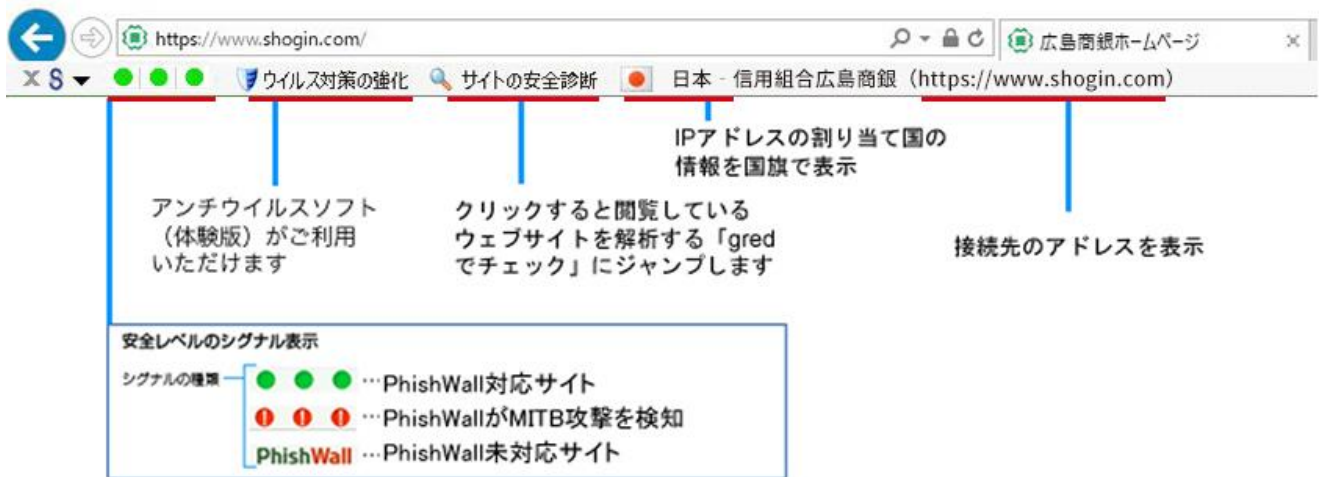 https://www.shogin.com/
広島商銀ホームページ
×
X S ウイルス対策の強化 サイトの安全診断 日本 - 信用組合広島商銀（https://www.shogin.com）
IPアドレスの割り当て国の
情報を国旗で表示
アンチウイルスソフト
（体験版）がご利用
いただけます
クリックすると閲覧している
ウェブサイトを解析する「gred
でチェック」にジャンプします
接続先のアドレスを表示
安全レベルのシグナル表示
シグナルの種類
…PhishWall対応サイト
…PhishWallがMITB攻撃を検知
PhishWall …PhishWall未対応サイト